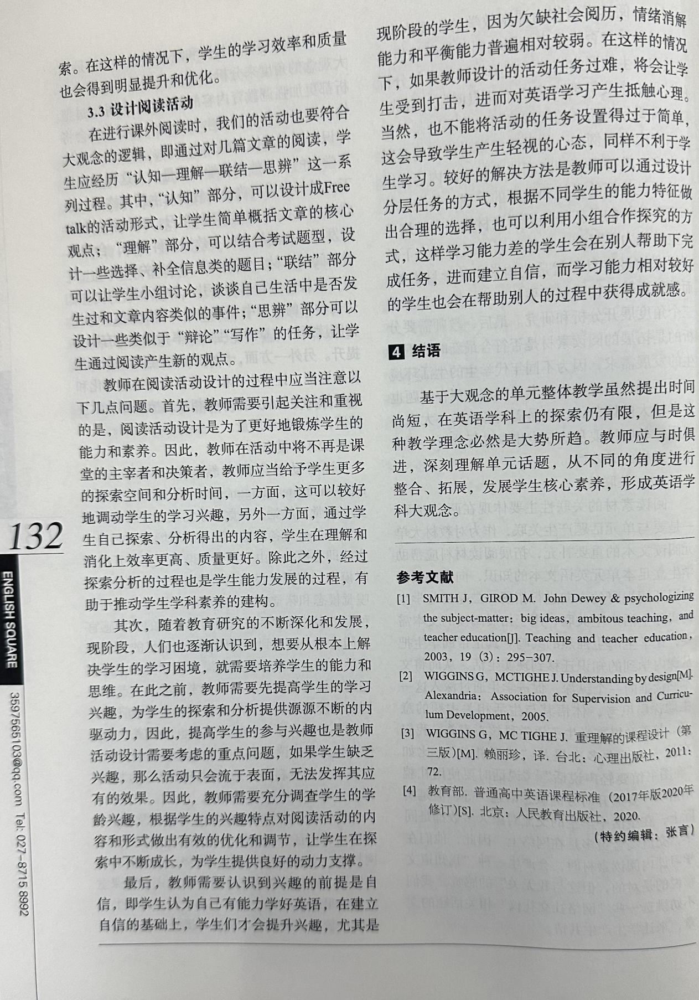 索。在这样的情况下，学生的学习效率和质量
也会得到明显提升和优化。
3.3 设计阅读活动
在进行课外阅读时，我们的活动也要符合
大观念的逻辑，即通过对几篇文章的阅读，学
生应经历“认知—理解—联结—思辨”这一系
列过程。其中，“认知”部分，可以设计成Free
talk的活动形式，让学生简单概括文章的核心
观点；“理解”部分，可以结合考试题型，设
计一些选择、补全信息类的题目；“联结”部分
可以让学生小组讨论，谈谈自己生活中是否发
生过和文章内容类似的事件；“思辨”部分可以
设计一些类似于“辩论”“写作”的任务，让学
生通过阅读产生新的观点。
教师在阅读活动设计的过程中应当注意以
下几点问题。首先，教师需要引起关注和重视
的是，阅读活动设计是为了更好地锻炼学生的
能力和素养。因此，教师在活动中将不再是课
堂的主宰者和决策者，教师应当给予学生更多
的探索空间和分析时间，一方面，这可以较好
地调动学生的学习兴趣，另外一方面，通过学
生自己探索、分析得出的内容，学生在理解和
消化上效率更高、质量更好。除此之外，经过
探索分析的过程也是学生能力发展的过程，有
助于推动学生学科素养的建构。
其次，随着教育研究的不断深化和发展，
现阶段，人们也逐渐认识到，想要从根本上解
决学生的学习困境，就需要培养学生的能力和
思维。在此之前，教师需要先提高学生的学习
兴趣，为学生的探索和分析提供源源不断的内
驱动力，因此，提高学生的参与兴趣也是教师
活动设计需要考虑的重点问题，如果学生缺乏
兴趣，那么活动只会流于表面，无法发挥其应
有的效果。因此，教师需要充分调查学生的学
龄兴趣，根据学生的兴趣特点对阅读活动的内
容和形式做出有效的优化和调节，让学生在探
索中不断成长，为学生提供良好的动力支撑。
最后，教师需要认识到兴趣的前提是自
信，即学生认为自己有能力学好英语，在建立
自信的基础上，学生们才会提升兴趣，尤其是
现阶段的学生，因为欠缺社会阅历，情绪消解
能力和平衡能力普遍相对较弱。在这样的情况
下，如果教师设计的活动任务过难，将会让学
生受到打击，进而对英语学习产生抵触心理。
当然，也不能将活动的任务设置得过于简单，
这会导致学生产生轻视的心态，同样不利于学
生学习。较好的解决方法是教师可以通过设计
分层任务的方式，根据不同学生的能力特征做
出合理的选择，也可以利用小组合作探究的方
式，这样学习能力差的学生会在别人帮助下完
成任务，进而建立自信，而学习能力相对较好
的学生也会在帮助别人的过程中获得成就感。
4 结语
基于大观念的单元整体教学虽然提出时间
尚短，在英语学科上的探索仍有限，但是这
种教学理念必然是大势所趋。教师应与时俱
进，深刻理解单元话题，从不同的角度进行
整合、拓展，发展学生核心素养，形成英语学
科大观念。
参考文献
[1] SMITH J，GIROD M. John Dewey & psychologizing
the subject-matter：big ideas，ambitous teaching，and
teacher education[J]. Teaching and teacher education，
2003，19（3）：295-307.
[2] WIGGINS G，MCTIGHE J. Understanding by design[M].
Alexandria：Association for Supervision and Curricu-
lum Development，2005.
[3] WIGGINS G，MC TIGHE J. 重理解的课程设计（第
三版）[M]. 赖丽珍，译. 台北：心理出版社，2011：
72.
[4] 教育部. 普通高中英语课程标准（2017年版2020年
修订）[S]. 北京：人民教育出版社，2020.
（特约编辑：张言）
132
ENGLISH SQUARE
3597565103@qq.com Tel: 027-8715 8992